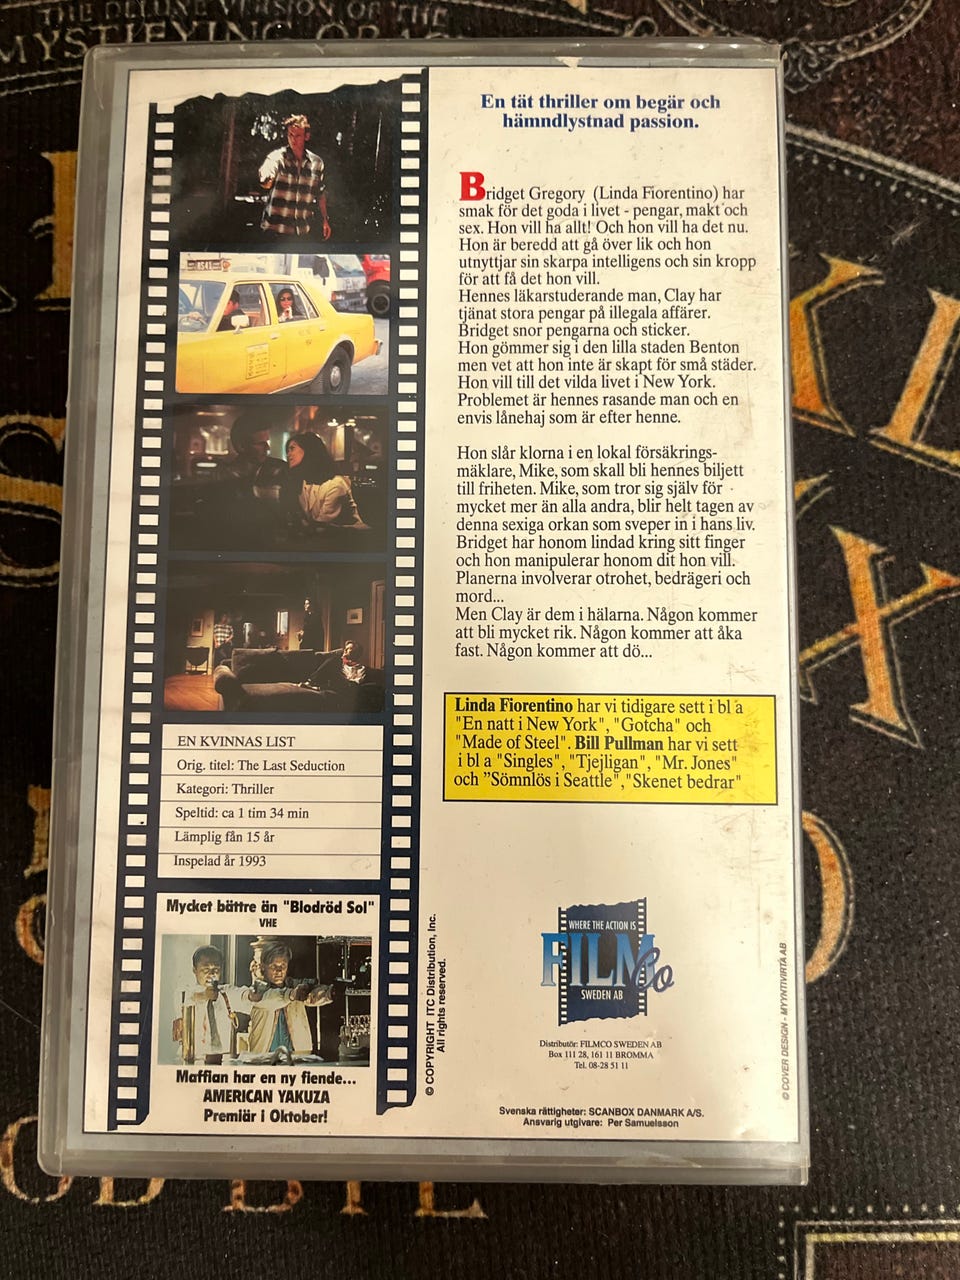 THE DELUXE VERSION OF THE
MYSTIFYING ORA
En tät thriller om begär och
hämndlystnad passion.
Bridget Gregory (Linda Fiorentino) har
smak för det goda i livet - pengar, makt och
sex. Hon vill ha allt! Och hon vill ha det nu.
Hon är beredd att gå över lik och hon
utnyttjar sin skarpa intelligens och sin kropp
för att få det hon vill.
Hennes läkarstuderande man, Clay har
tjänat stora pengar på illegala affärer.
Bridget snor pengarna och sticker.
Hon gömmer sig i den lilla staden Benton
men vet att hon inte är skapt för små städer.
Hon vill till det vilda livet i New York.
Problemet är hennes rasande man och en
envis lånehaj som är efter henne.
Hon slår klorna i en lokal försäkrings-
mäklare, Mike, som skall bli hennes biljett
till friheten. Mike, som tror sig själv för
mycket mer än alla andra, blir helt tagen av
denna sexiga orkan som sveper in i hans liv.
Bridget har honom lindad kring sitt finger
och hon manipulerar honom dit hon vill.
Planerna involverar otrohet, bedrägeri och
mord...
Men Clay är dem i hälarna. Någon kommer
att bli mycket rik. Någon kommer att åka
fast. Någon kommer att dö...
Linda Fiorentino har vi tidigare sett i bl a
"En natt i New York", "Gotcha" och
"Made of Steel". Bill Pullman har vi sett
i bl a "Singles", "Tjejligan", "Mr. Jones"
och "Sömnlös i Seattle", "Skenet bedrar"
EN KVINNAS LIST
Orig. titel: The Last Seduction
Kategori: Thriller
Speltid: ca 1 tim 34 min
Lämplig fån 15 år
Inspelad år 1993
Mycket bättre än "Blodröd Sol"
VHE
Maffian har en ny fiende...
AMERICAN YAKUZA
Premiär i Oktober!
© COPYRIGHT ITC Distribution, Inc.
All rights reserved.
WHERE THE ACTION IS
FILMCo
SWEDEN AB
Distributör: FILMCO SWEDEN AB
Box 111 28, 161 11 BROMMA
Tel. 08-28 51 11
Svenska rättigheter: SCANBOX DANMARK A/S.
Ansvarig utgivare: Per Samuelsson
© COVER DESIGN - MYYNTIVIRTA AB